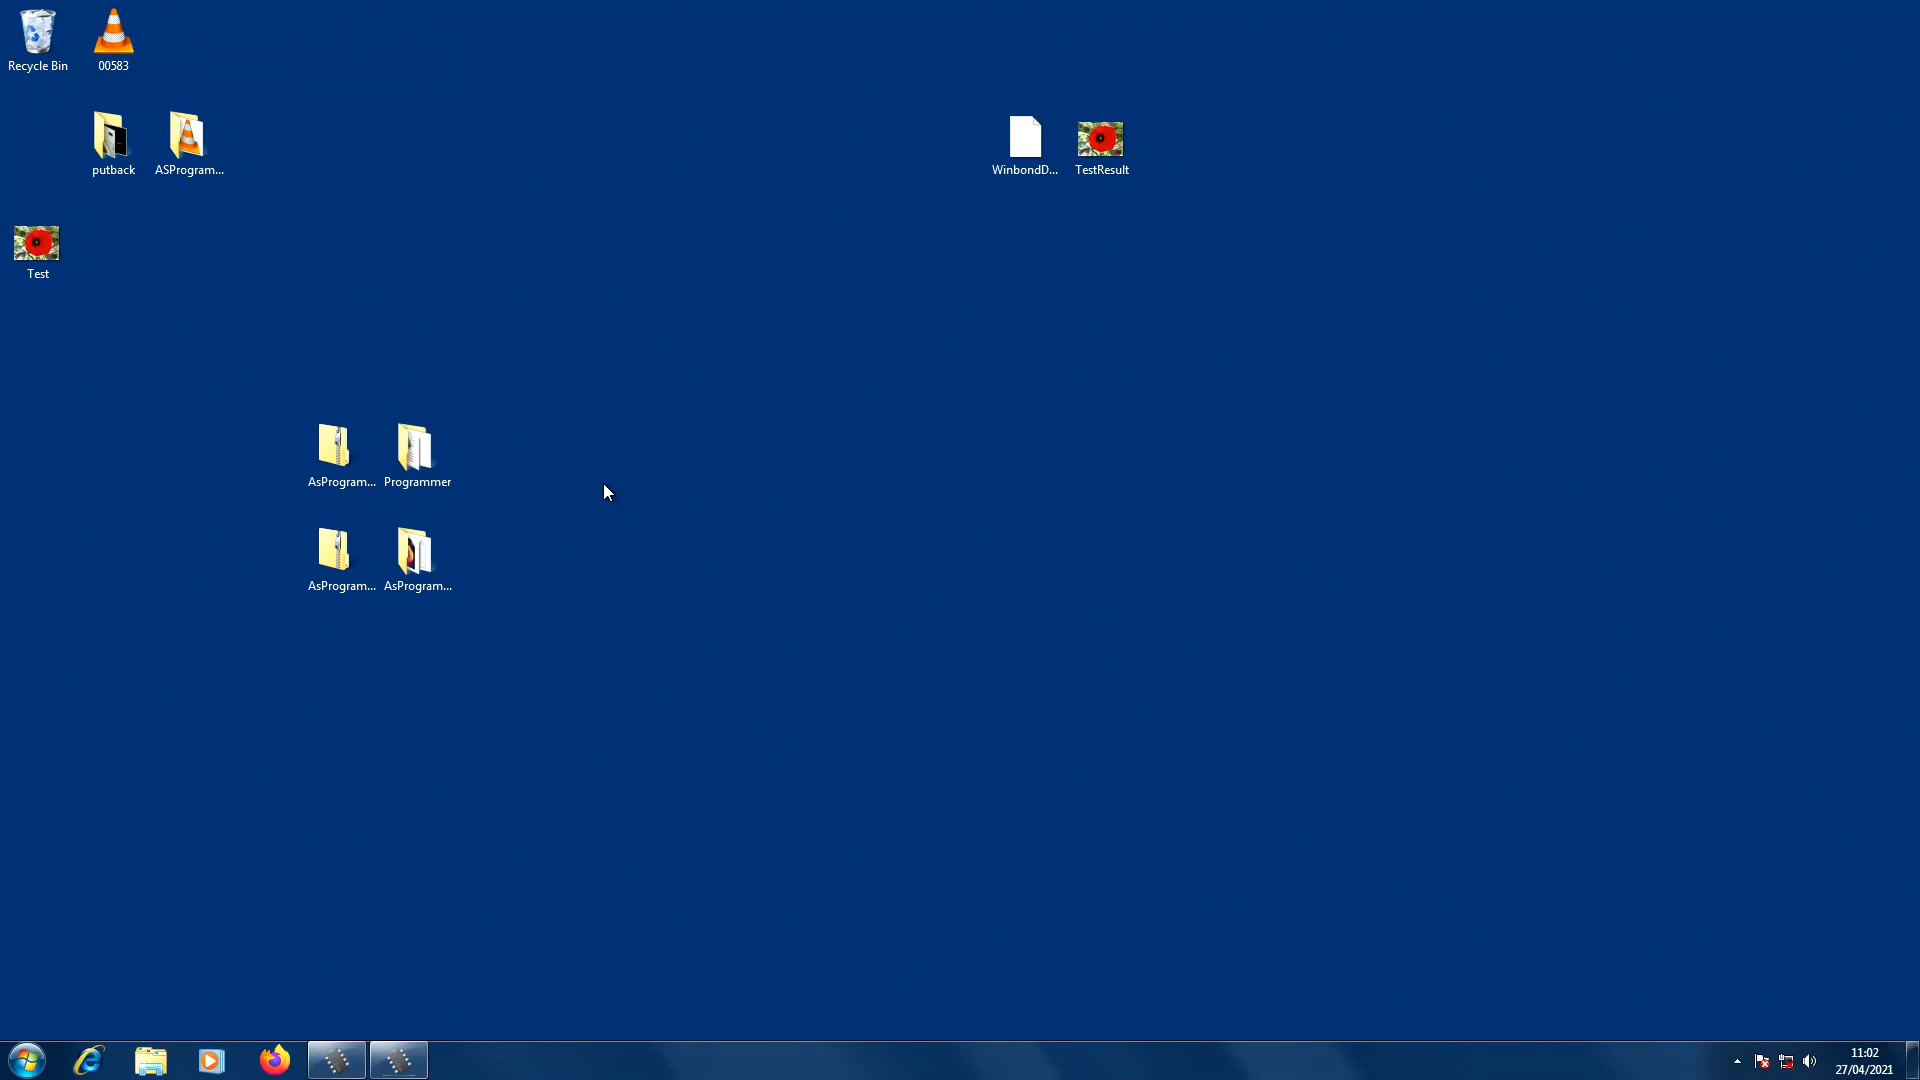 Recycle Bin
00583
putback
ASProgram...
WinbondD...
TestResult
Test
AsProgram...
Programmer
AsProgram...
AsProgram...
11:02
27/04/2021